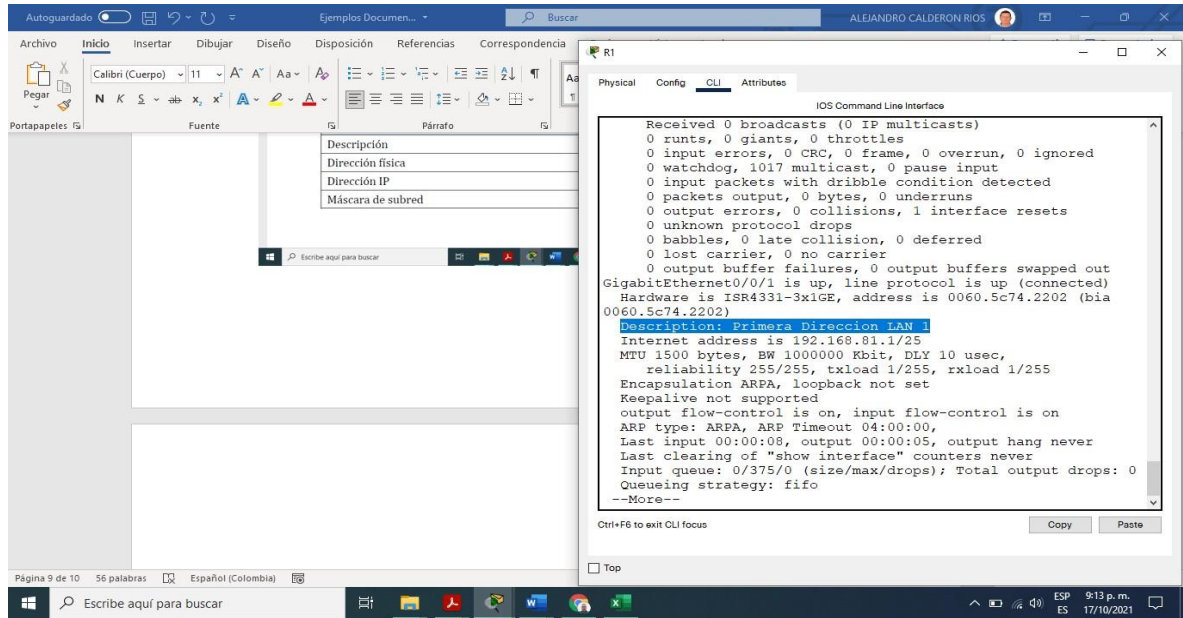 Autoguardado
Ejemplos Documen...
Buscar
ALEJANDRO CALDERON RIOS
Archivo Inicio Insertar Dibujar Diseño Disposición Referencias Correspondencia
Pegar
Calibri (Cuerpo) 11 A A Aa A
N K S ab x₂ x² A A
Aa
Portapapeles Fuente Párrafo
Descripción
Dirección física
Dirección IP
Máscara de subred
Escribe aquí para buscar
Página 9 de 10 56 palabras Español (Colombia)
R1
Physical Config CLI Attributes
IOS Command Line Interface
Received 0 broadcasts (0 IP multicasts)
0 runts, 0 giants, 0 throttles
0 input errors, 0 CRC, 0 frame, 0 overrun, 0 ignored
0 watchdog, 1017 multicast, 0 pause input
0 input packets with dribble condition detected
0 packets output, 0 bytes, 0 underruns
0 output errors, 0 collisions, 1 interface resets
0 unknown protocol drops
0 babbles, 0 late collision, 0 deferred
0 lost carrier, 0 no carrier
0 output buffer failures, 0 output buffers swapped out
GigabitEthernet0/0/1 is up, line protocol is up (connected)
Hardware is ISR4331-3x1GE, address is 0060.5c74.2202 (bia
0060.5c74.2202)
Description: Primera Direccion LAN 1
Internet address is 192.168.81.1/25
MTU 1500 bytes, BW 1000000 Kbit, DLY 10 usec,
reliability 255/255, txload 1/255, rxload 1/255
Encapsulation ARPA, loopback not set
Keepalive not supported
output flow-control is on, input flow-control is on
ARP type: ARPA, ARP Timeout 04:00:00,
Last input 00:00:08, output 00:00:05, output hang never
Last clearing of "show interface" counters never
Input queue: 0/375/0 (size/max/drops); Total output drops: 0
Queueing strategy: fifo
--More--
Ctrl+F6 to exit CLI focus
Copy Paste
Top
Escribe aquí para buscar
ESP 9:13 p. m.
ES 17/10/2021